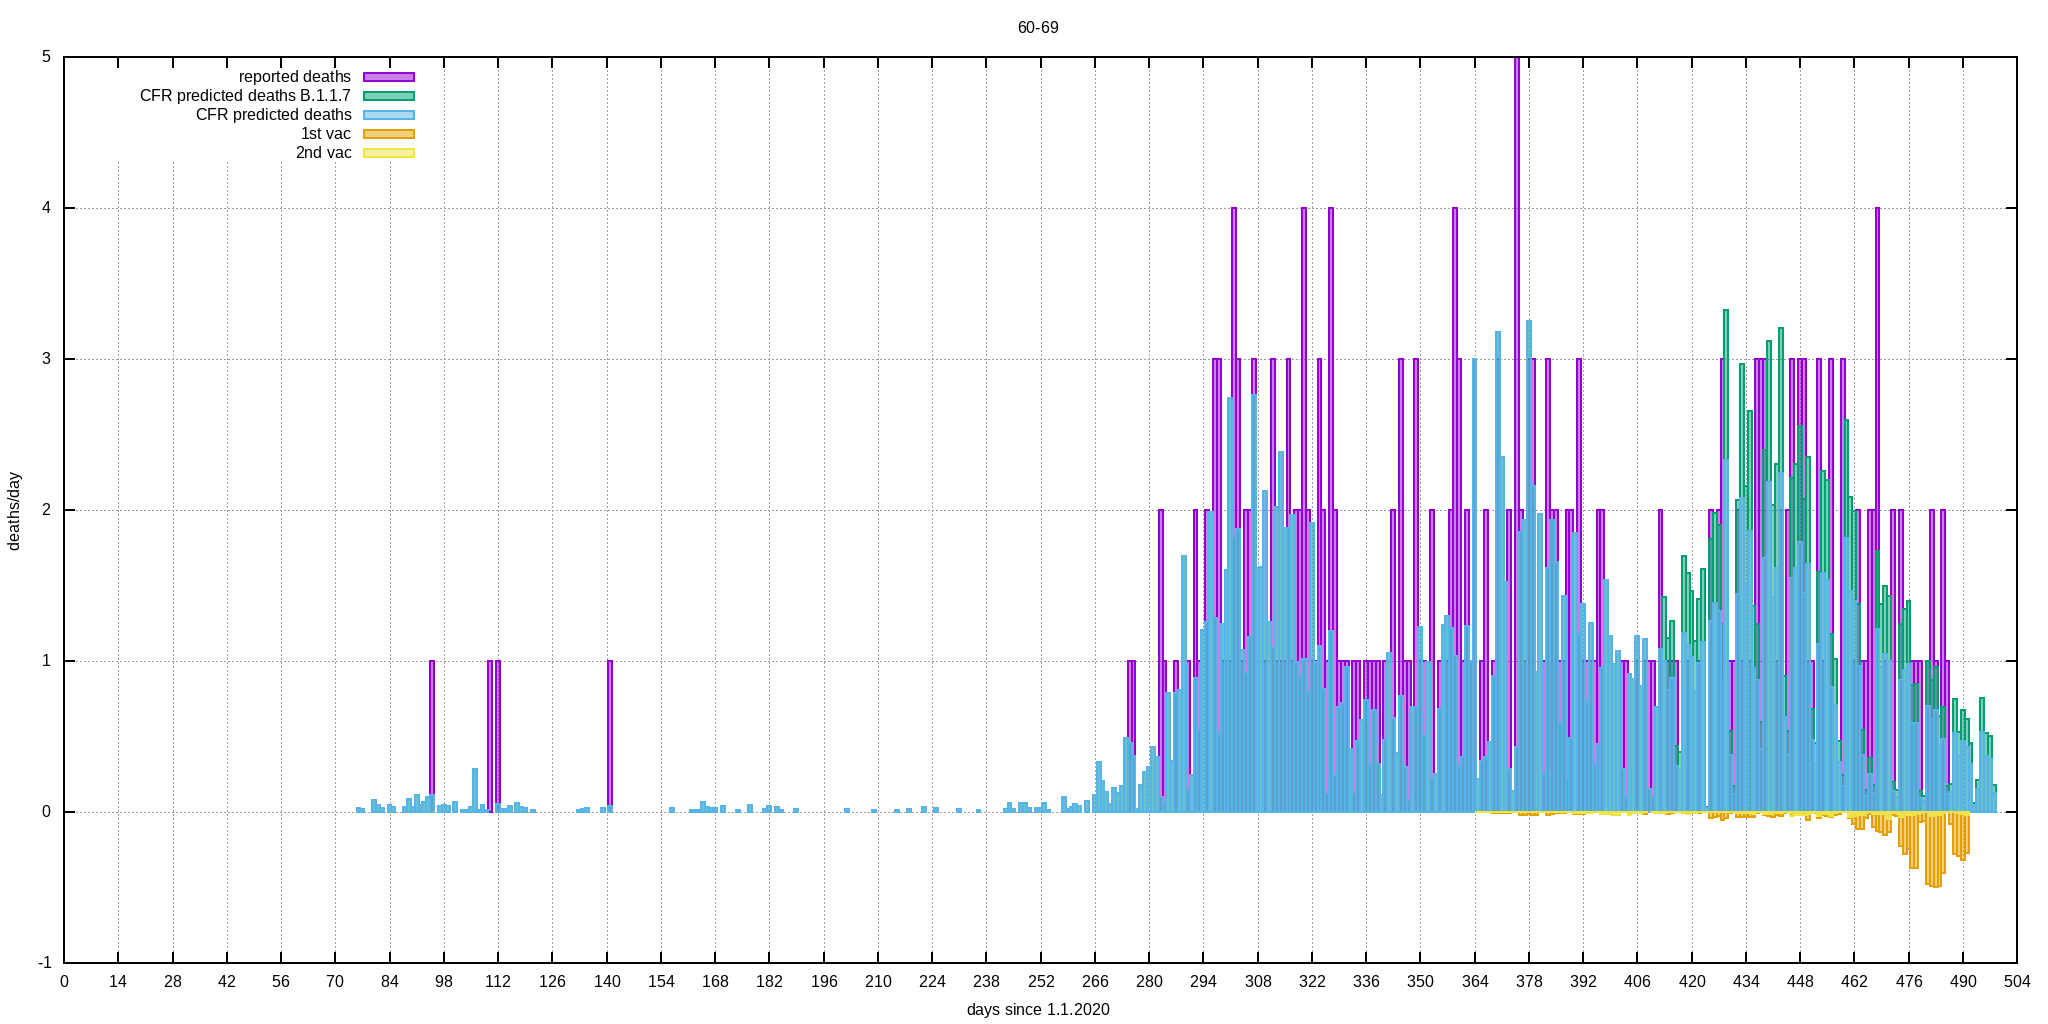 60-69
reported deaths
CFR predicted deaths B.1.1.7
CFR predicted deaths
1st vac
2nd vac
5
4
3
2
1
0
-1
deaths/day
0 14 28 42 56 70 84 98 112 126 140 154 168 182 196 210 224 238 252 266 280 294 308 322 336 350 364 378 392 406 420 434 448 462 476 490 504
days since 1.1.2020